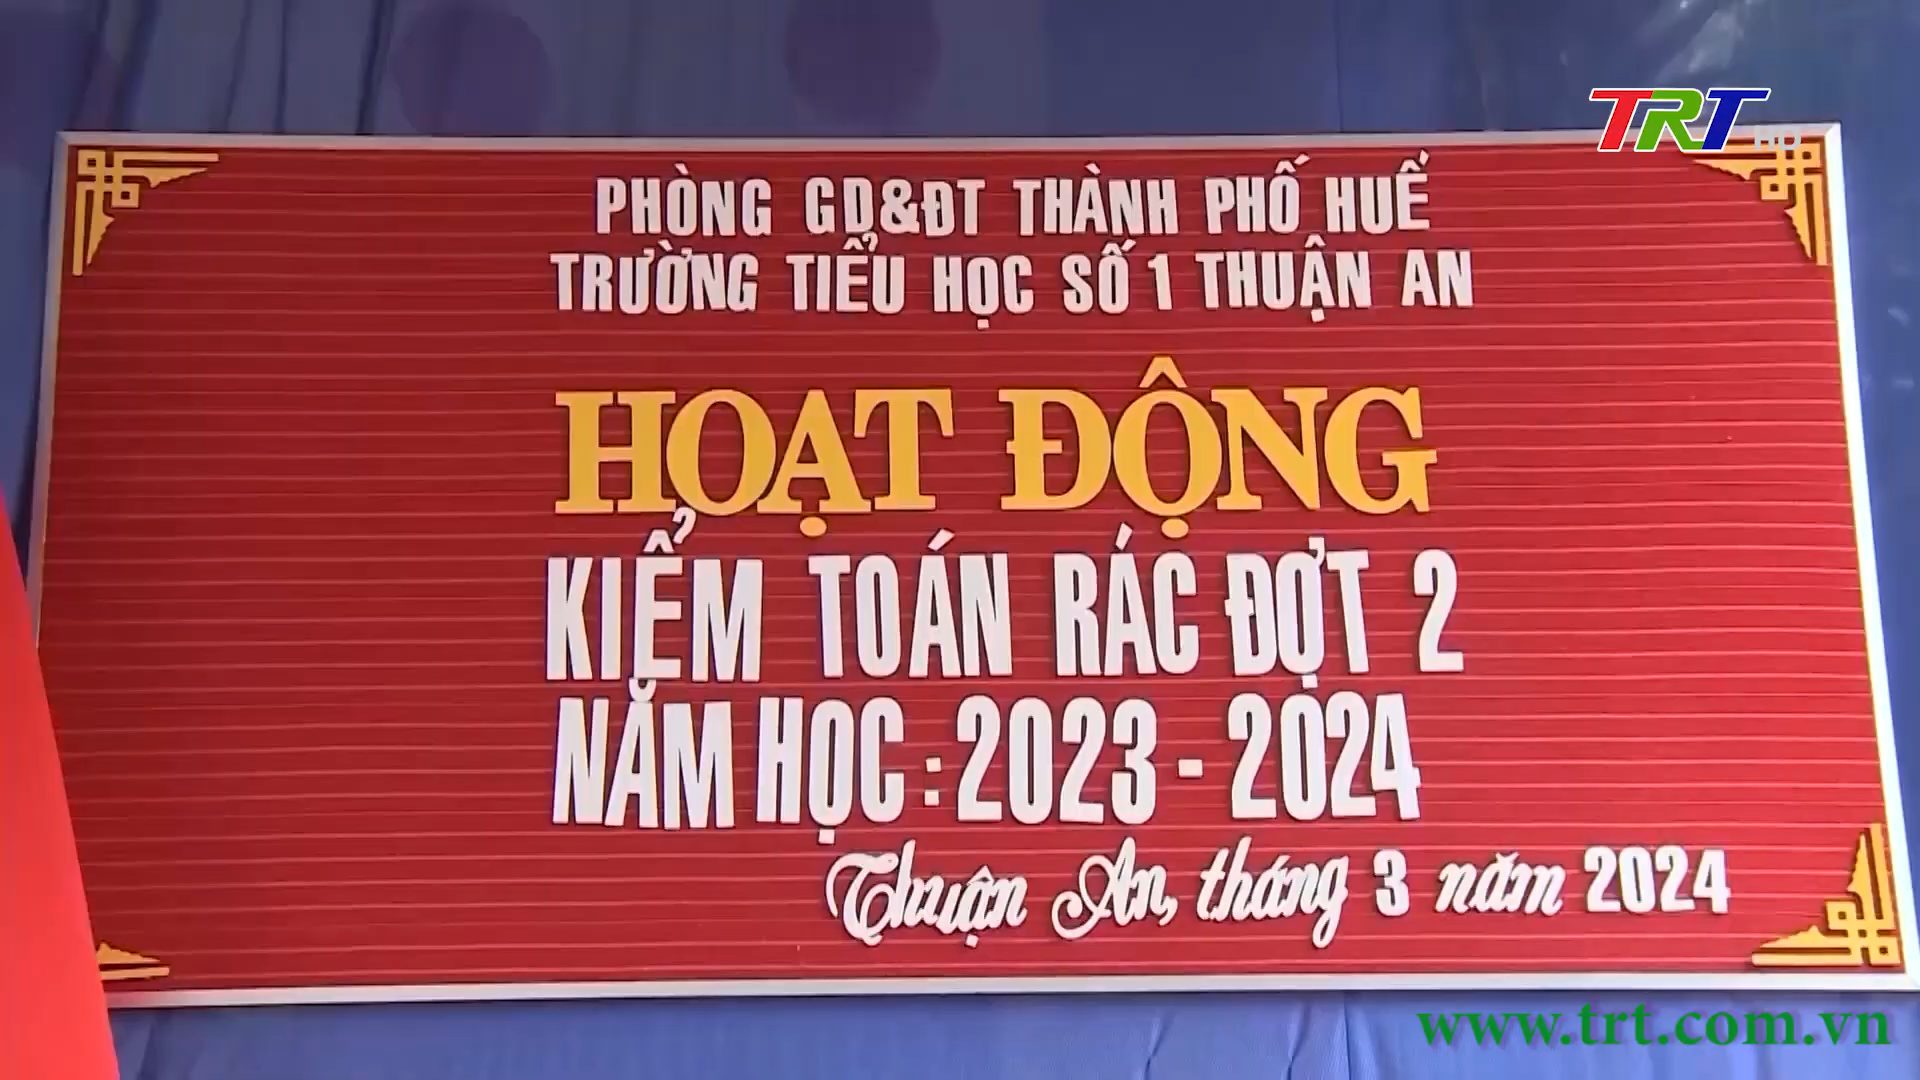 TRT HD
PHÒNG GD&ĐT THÀNH PHỐ HUẾ
TRƯỜNG TIỂU HỌC SỐ 1 THUẬN AN
HOẠT ĐỘNG
KIỂM TOÁN RÁC ĐỢT 2
NĂM HỌC : 2023 - 2024
Thuận An, tháng 3 năm 2024
www.trt.com.vn